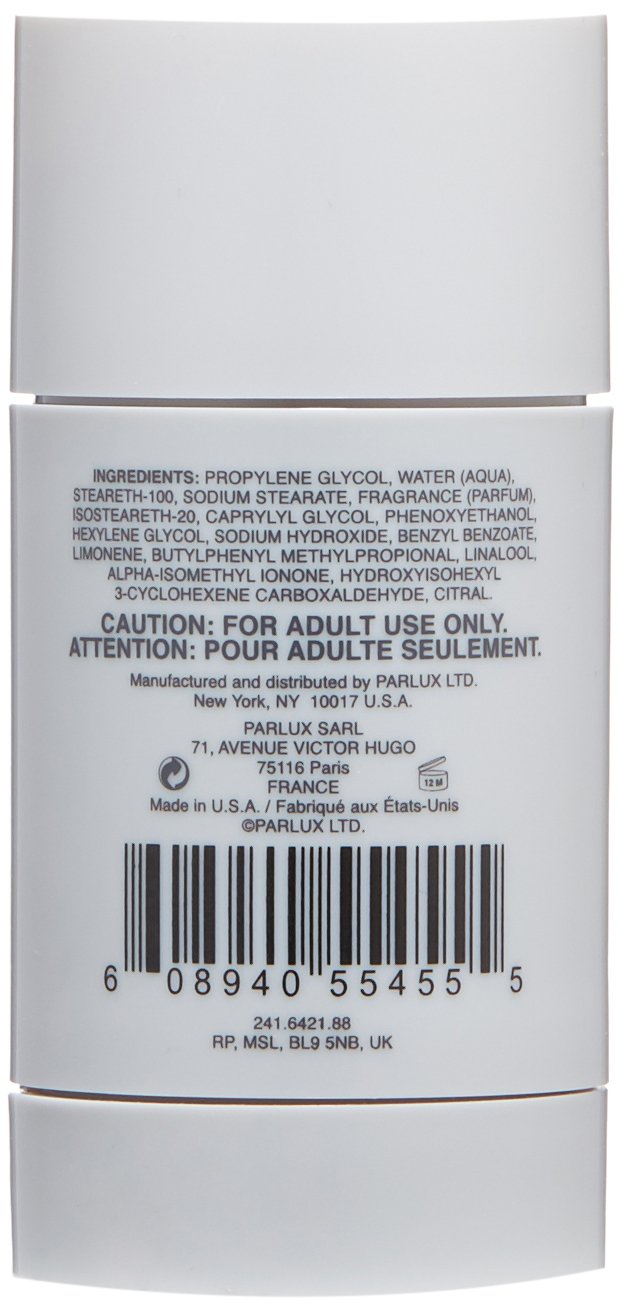 INGREDIENTS: PROPYLENE GLYCOL, WATER (AQUA),
STEARETH-100, SODIUM STEARATE, FRAGRANCE (PARFUM),
ISOSTEARETH-20, CAPRYLYL GLYCOL, PHENOXYETHANOL,
HEXYLENE GLYCOL, SODIUM HYDROXIDE, BENZYL BENZOATE,
LIMONENE, BUTYLPHENYL METHYLPROPIONAL, LINALOOL,
ALPHA-ISOMETHYL IONONE, HYDROXYISOHEXYL
3-CYCLOHEXENE CARBOXALDEHYDE, CITRAL.
CAUTION: FOR ADULT USE ONLY.
ATTENTION: POUR ADULTE SEULEMENT.
Manufactured and distributed by PARLUX LTD.
New York, NY 10017 U.S.A.
PARLUX SARL
71, AVENUE VICTOR HUGO
75116 Paris
12 M
FRANCE
Made in U.S.A. / Fabriqué aux États-Unis
©PARLUX LTD.
6 08940 55455 5
241.6421.88
RP, MSL, BL9 5NB, UK